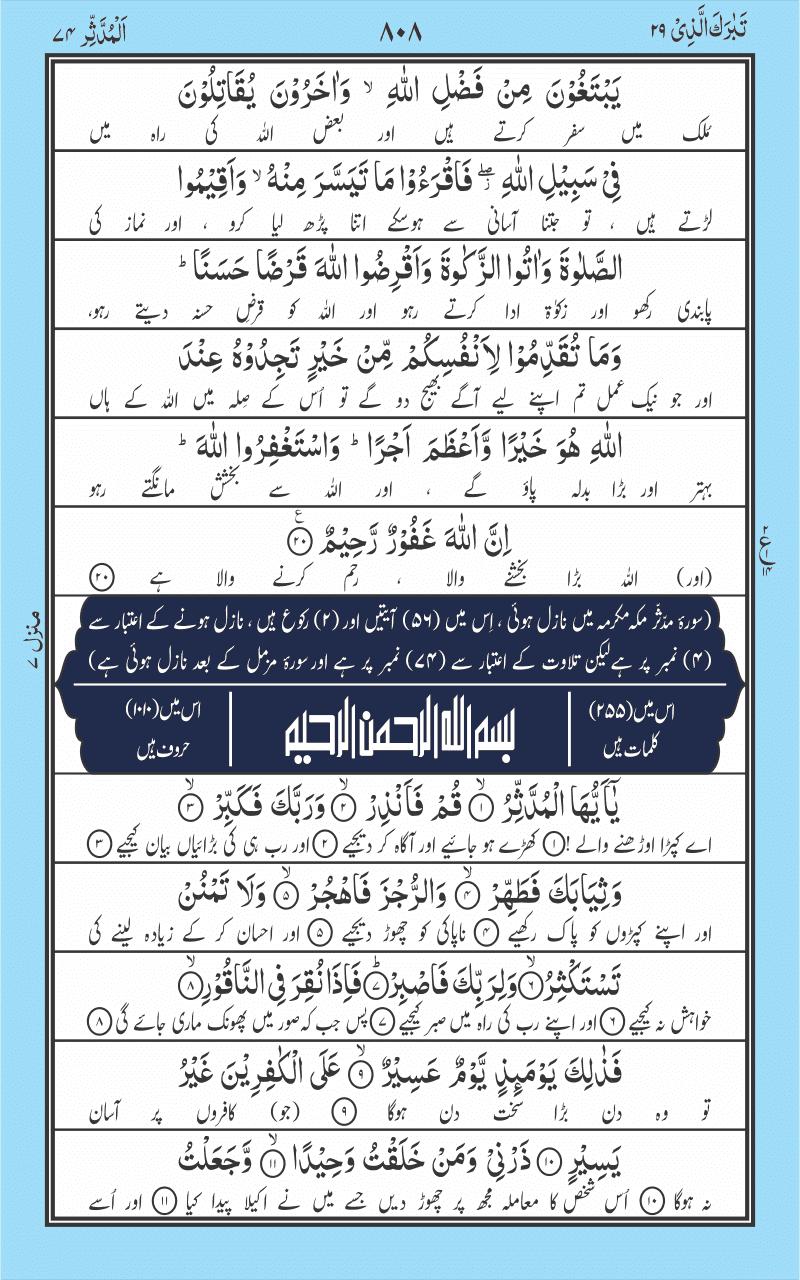 تَبٰرَكَ الَّذِیْ ۲۹
۸۰۸
اَلْمُدَّثِّر ۷۴
یَبْتَغُوْنَ مِنْ فَضْلِ اللّٰهِ ۙ وَاٰخَرُوْنَ یُقَاتِلُوْنَ
مُلک میں سفر کرتے ہیں اور بعض اللہ کی راہ میں
فِیْ سَبِیْلِ اللّٰهِ ۖ٘ فَاقْرَءُوْا مَا تَیَسَّرَ مِنْهُ ۙ وَاَقِیْمُوا
لڑتے ہیں ، تو جتنا آسانی سے ہوسکے اتنا پڑھ لیا کرو ، اور نماز کی
الصَّلٰوةَ وَاٰتُوا الزَّكٰوةَ وَاَقْرِضُوا اللّٰهَ قَرْضًا حَسَنًا ؕ
پابندی رکھو اور زکوٰۃ ادا کرتے رہو اور اللہ کو قرضِ حسنہ دیتے رہو،
وَمَا تُقَدِّمُوْا لِاَنْفُسِكُمْ مِّنْ خَیْرٍ تَجِدُوْهُ عِنْدَ
اور جو نیک عمل تم اپنے لیے آگے بھیج دو گے تو اُس کے صِلہ میں اللہ کے ہاں
اللّٰهِ هُوَ خَیْرًا وَّاَعْظَمَ اَجْرًا ؕ وَاسْتَغْفِرُوا اللّٰهَ ؕ
بہتر اور بڑا بدلہ پاؤ گے ، اور اللہ سے بخشش مانگتے رہو
اِنَّ اللّٰهَ غَفُوْرٌ رَّحِیْمٌ ﴿۲۰﴾ ع
(اور) اللہ بڑا بخشنے والا ، رحم کرنے والا ہے ﴿۲۰﴾
۲
ع
۱۴
منزل ۷
(سورۂ مدّثّر مکہ مکرمہ میں نازل ہوئی ، اِس میں (۵۶) آیتیں اور (۲) رکوع ہیں ، نازل ہونے کے اعتبار سے
(۴) نمبر پر ہے لیکن تلاوت کے اعتبار سے (۷۴) نمبر پر ہے اور سورۂ مزمل کے بعد نازل ہوئی ہے)
اس میں (۲۵۵) کلمات ہیں
بسم الله الرحمن الرحيم
اس میں (۱۰۱۰) حروف ہیں
یٰۤاَیُّهَا الْمُدَّثِّرُ ﴿۱﴾ۙ قُمْ فَاَنْذِرْ ﴿۲﴾ۙ وَرَبَّكَ فَكَبِّرْ ﴿۳﴾ۙ
اے کپڑا اوڑھنے والے! ﴿۱﴾ کھڑے ہو جائیے اور آگاہ کر دیجیے ﴿۲﴾ اور رب ہی کی بڑائیاں بیان کیجیے ﴿۳﴾
وَثِیَابَكَ فَطَهِّرْ ﴿۴﴾ۙ وَالرُّجْزَ فَاهْجُرْ ﴿۵﴾ۙ وَلَا تَمْنُنْ
اور اپنے کپڑوں کو پاک رکھیے ﴿۴﴾ ناپاکی کو چھوڑ دیجیے ﴿۵﴾ اور احسان کر کے زیادہ لینے کی
تَسْتَكْثِرُ ﴿۶﴾ۙ وَلِرَبِّكَ فَاصْبِرْ ﴿۷﴾ؕ فَاِذَا نُقِرَ فِی النَّاقُوْرِ ﴿۸﴾ۙ
خواہش نہ کیجیے ﴿۶﴾ اور اپنے رب کی راہ میں صبر کیجیے ﴿۷﴾ پس جب کہ صور میں پھونک ماری جائے گی ﴿۸﴾
فَذٰلِكَ یَوْمَىِٕذٍ یَّوْمٌ عَسِیْرٌ ﴿۹﴾ۙ عَلَی الْكٰفِرِیْنَ غَیْرُ
تو وہ دن بڑا سخت دن ہوگا ﴿۹﴾ (جو) کافروں پر آسان
یَسِیْرٍ ﴿۱۰﴾ ذَرْنِیْ وَمَنْ خَلَقْتُ وَحِیْدًا ﴿۱۱﴾ۙ وَّجَعَلْتُ
نہ ہوگا ﴿۱۰﴾ اُس شخص کا معاملہ مجھ پر چھوڑ دیں جسے میں نے اکیلا پیدا کیا ﴿۱۱﴾ اور اُسے